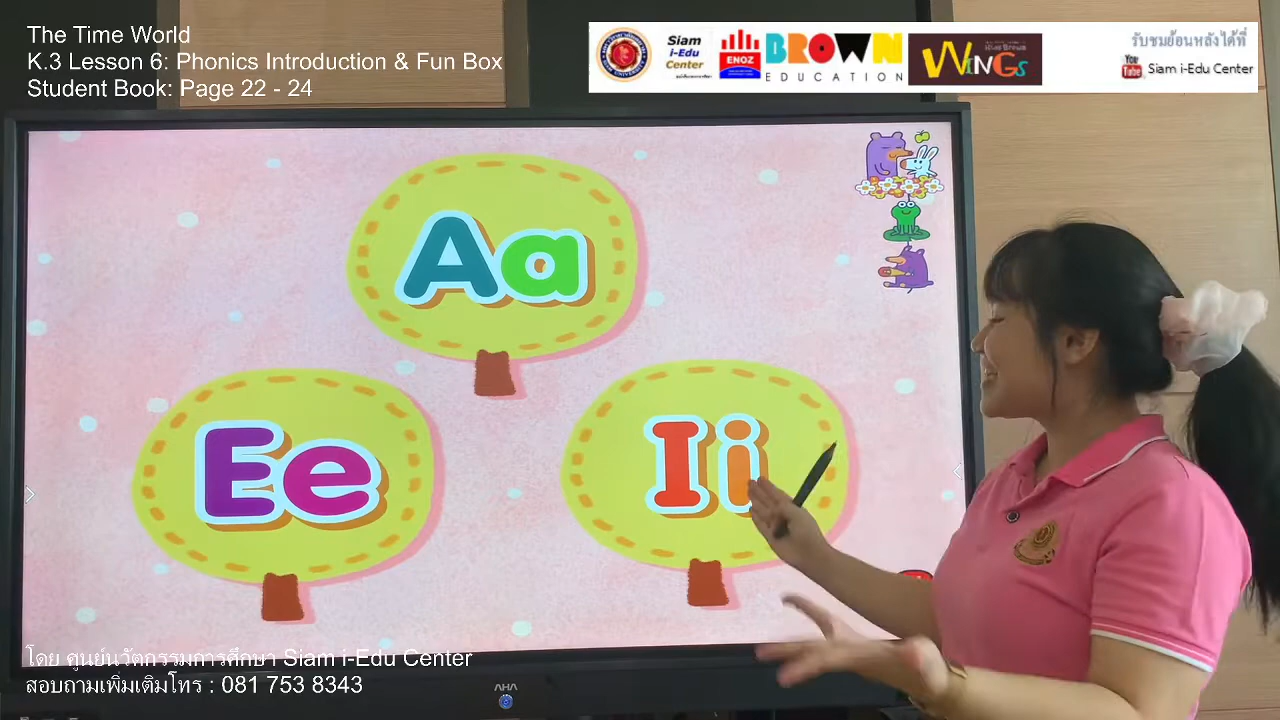 The Time World
K.3 Lesson 6: Phonics Introduction & Fun Box
Student Book: Page 22 - 24
Siam
i-Edu
Center
ENOZ
BROWN
EDUCATION
WiNGs
รับชมย้อนหลังได้ที่
You
Tube
Siam i-Edu Center
Aa
Ee
Ii
โดย ศูนย์นวัตกรรมการศึกษา Siam i-Edu Center
สอบถามเพิ่มเติมโทร : 081 753 8343
AHA